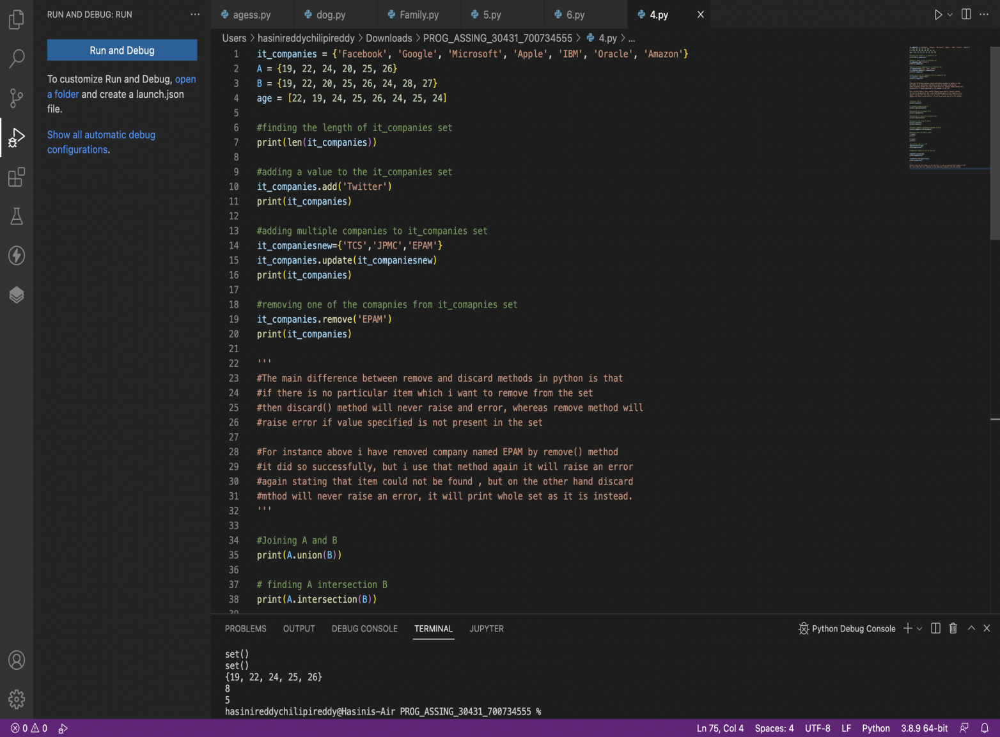 RUN AND DEBUG: RUN
···
Run and Debug
To customize Run and Debug, open
a folder and create a launch.json
file.
Show all automatic debug
configurations.
agess.py
dog.py
Family.py
5.py
6.py
4.py
Users > hasinireddychilipireddy > Downloads > PROG_ASSING_30431_700734555 > 4.py > ...
1 it_companies = {'Facebook', 'Google', 'Microsoft', 'Apple', 'IBM', 'Oracle', 'Amazon'}
2 A = {19, 22, 24, 20, 25, 26}
3 B = {19, 22, 20, 25, 26, 24, 28, 27}
4 age = [22, 19, 24, 25, 26, 24, 25, 24]
5
6 #finding the length of it_companies set
7 print(len(it_companies))
8
9 #adding a value to the it_companies set
10 it_companies.add('Twitter')
11 print(it_companies)
12
13 #adding multiple companies to it_companies set
14 it_companiesnew={'TCS','JPMC','EPAM'}
15 it_companies.update(it_companiesnew)
16 print(it_companies)
17
18 #removing one of the comapnies from it_comapnies set
19 it_companies.remove('EPAM')
20 print(it_companies)
21
22 '''
23 #The main difference between remove and discard methods in python is that
24 #if there is no particular item which i want to remove from the set
25 #then discard() method will never raise and error, whereas remove method will
26 #raise error if value specified is not present in the set
27
28 #For instance above i have removed company named EPAM by remove() method
29 #it did so successfully, but i use that method again it will raise an error
30 #again stating that item could not be found , but on the other hand discard
31 #mthod will never raise an error, it will print whole set as it is instead.
32 '''
33
34 #Joining A and B
35 print(A.union(B))
36
37 # finding A intersection B
38 print(A.intersection(B))
39
PROBLEMS OUTPUT DEBUG CONSOLE TERMINAL JUPYTER
Python Debug Console
set()
set()
{19, 22, 24, 25, 26}
8
5
hasinireddychilipireddy@Hasinis-Air PROG_ASSING_30431_700734555 %
0 0
Ln 75, Col 4 Spaces: 4 UTF-8 LF Python 3.8.9 64-bit